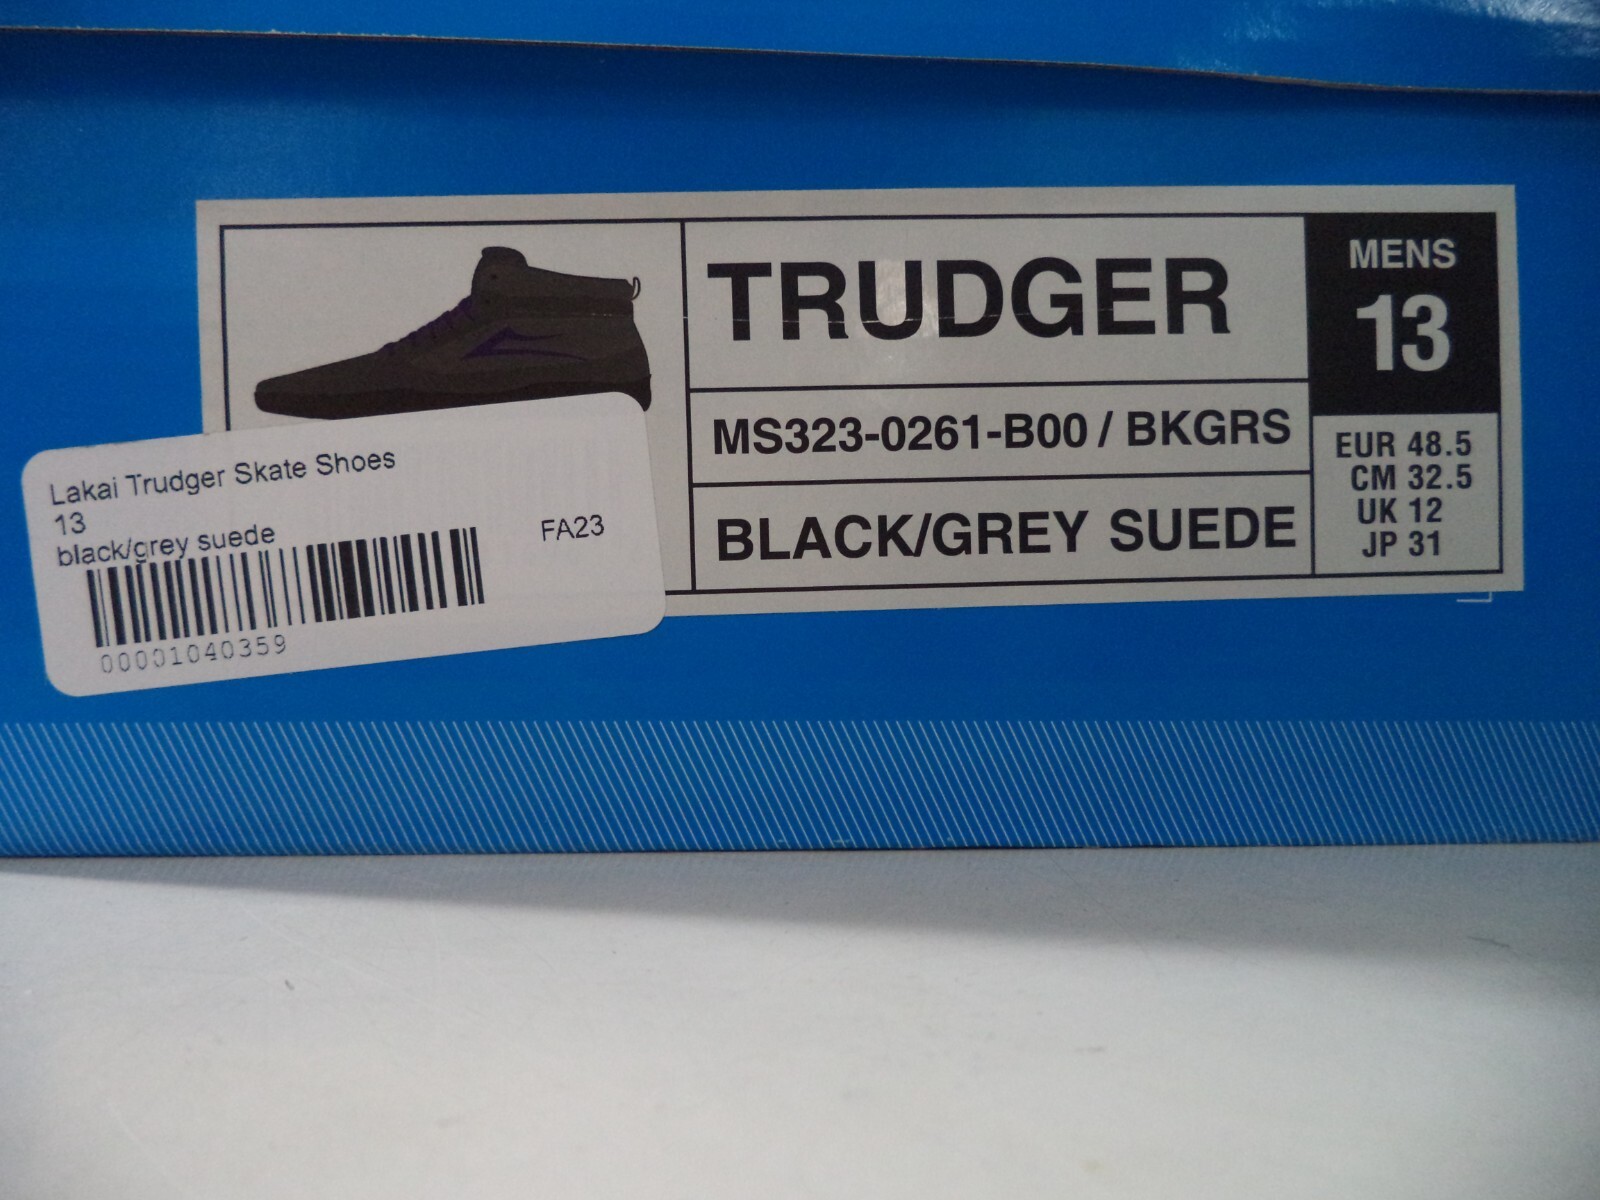 TRUDGER
MS323-0261-B00 / BKGRS
BLACK/GREY SUEDE
MENS
13
EUR 48.5
CM 32.5
UK 12
JP 31
Lakai Trudger Skate Shoes
13
black/grey suede
FA23
00001040359